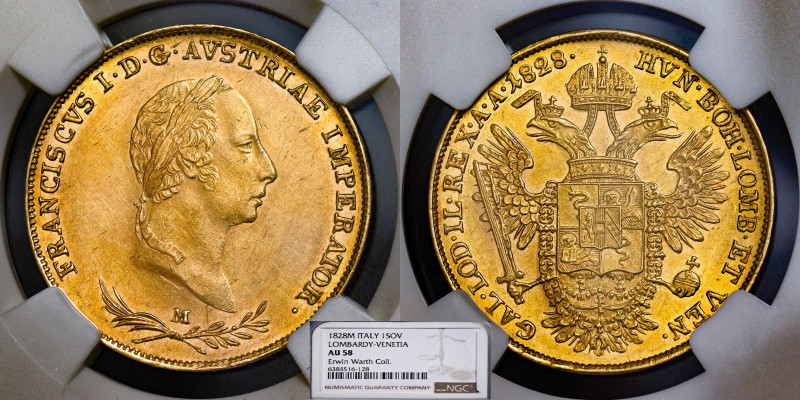 FRANCISCVS I·D·G·AVSTRIAE IMPERATOR·
M
HVN·BOH·LOMB·ET VEN·
GAL·LOD·IL·REX·A·A·1828·
1828M ITALY 1SOV
LOMBARDY-VENETIA
AU 58
Erwin Warth Coll.
6384516-128
NUMISMATIC GUARANTY COMPANY NGC